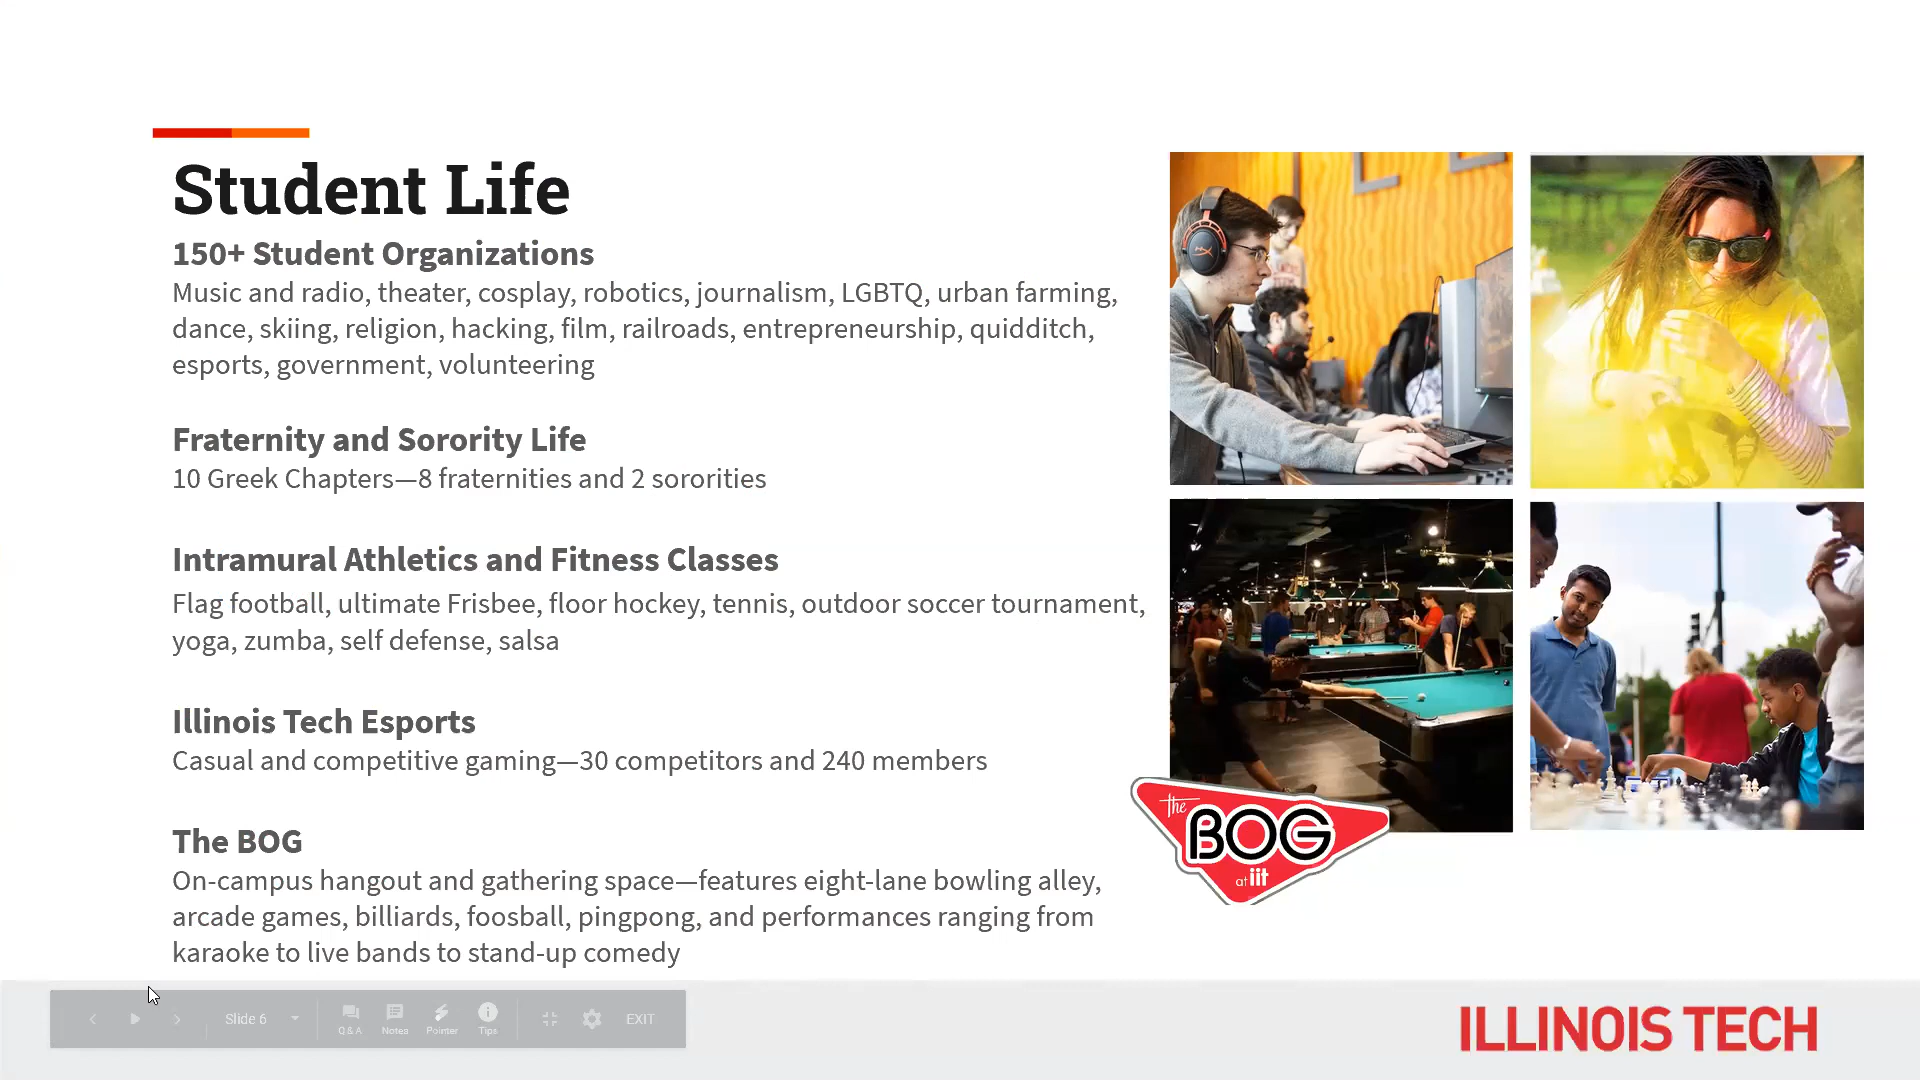 Student Life
150+ Student Organizations
Music and radio, theater, cosplay, robotics, journalism, LGBTQ, urban farming,
dance, skiing, religion, hacking, film, railroads, entrepreneurship, quidditch,
esports, government, volunteering
Fraternity and Sorority Life
10 Greek Chapters—8 fraternities and 2 sororities
Intramural Athletics and Fitness Classes
Flag football, ultimate Frisbee, floor hockey, tennis, outdoor soccer tournament,
yoga, zumba, self defense, salsa
Illinois Tech Esports
Casual and competitive gaming—30 competitors and 240 members
The BOG
On-campus hangout and gathering space—features eight-lane bowling alley,
arcade games, billiards, foosball, pingpong, and performances ranging from
karaoke to live bands to stand-up comedy
the
BOG
at iit
Slide 6
Q & A
Notes
Pointer
Tips
EXIT
ILLINOIS TECH